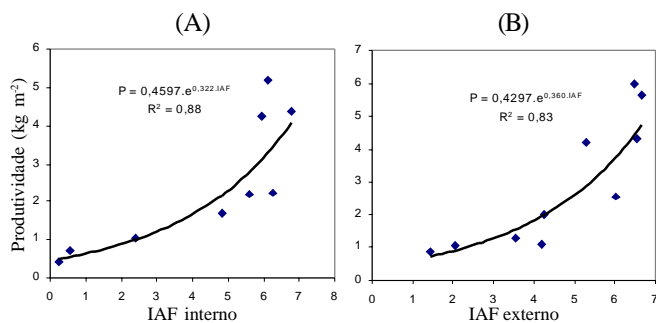 (A)
(B)
Produtividade (kg m-2)
6
5
4
3
2
1
0
P = 0,4597.e0,322.IAF
R2 = 0,88
0 1 2 3 4 5 6 7 8
IAF interno
7
6
5
4
3
2
1
0
P = 0,4297.e0,360.IAF
R2 = 0,83
0 1 2 3 4 5 6 7
IAF externo